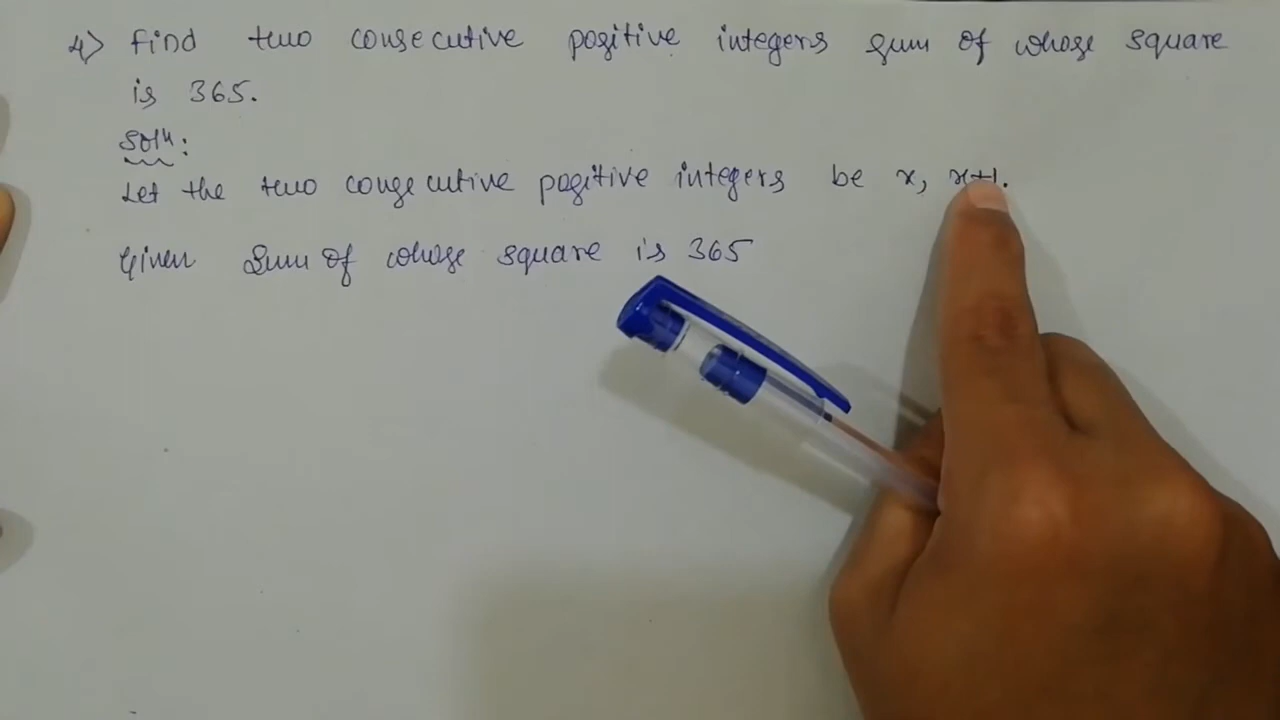 4) Find two consecutive positive integers sum of whose square
is 365.
Soln:
Let the two consecutive positive integers be x, x+1.
Given Sum of whose square is 365